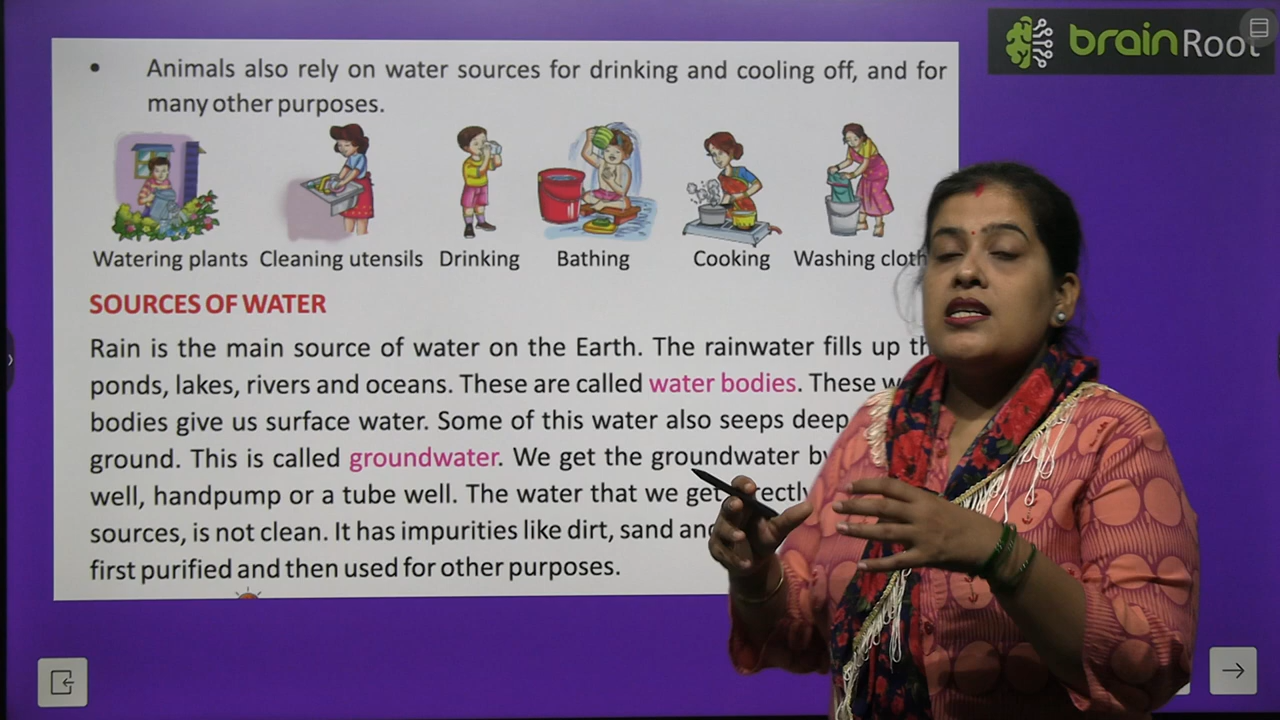 brainRoot
• Animals also rely on water sources for drinking and cooling off, and for
many other purposes.
Watering plants Cleaning utensils Drinking Bathing Cooking Washing
SOURCES OF WATER
Rain is the main source of water on the Earth. The rainwater fills up
ponds, lakes, rivers and oceans. These are called water bodies. These
bodies give us surface water. Some of this water also seeps deep
ground. This is called groundwater. We get the groundwater
well, handpump or a tube well. The water that we get
sources, is not clean. It has impurities like dirt, sand
first purified and then used for other purposes.